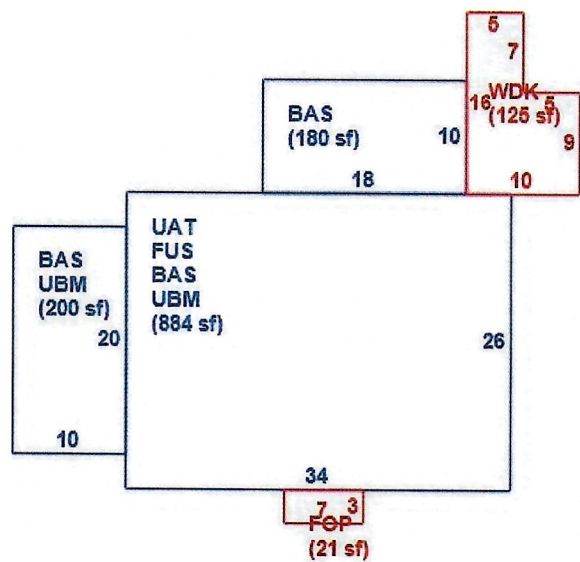 5
7
WDK
16
5
(125 sf)
9
10
BAS
(180 sf)
10
18
UAT
FUS
BAS
UBM
(884 sf)
BAS
UBM
(200 sf)
20
26
10
34
7
3
FOP
(21 sf)